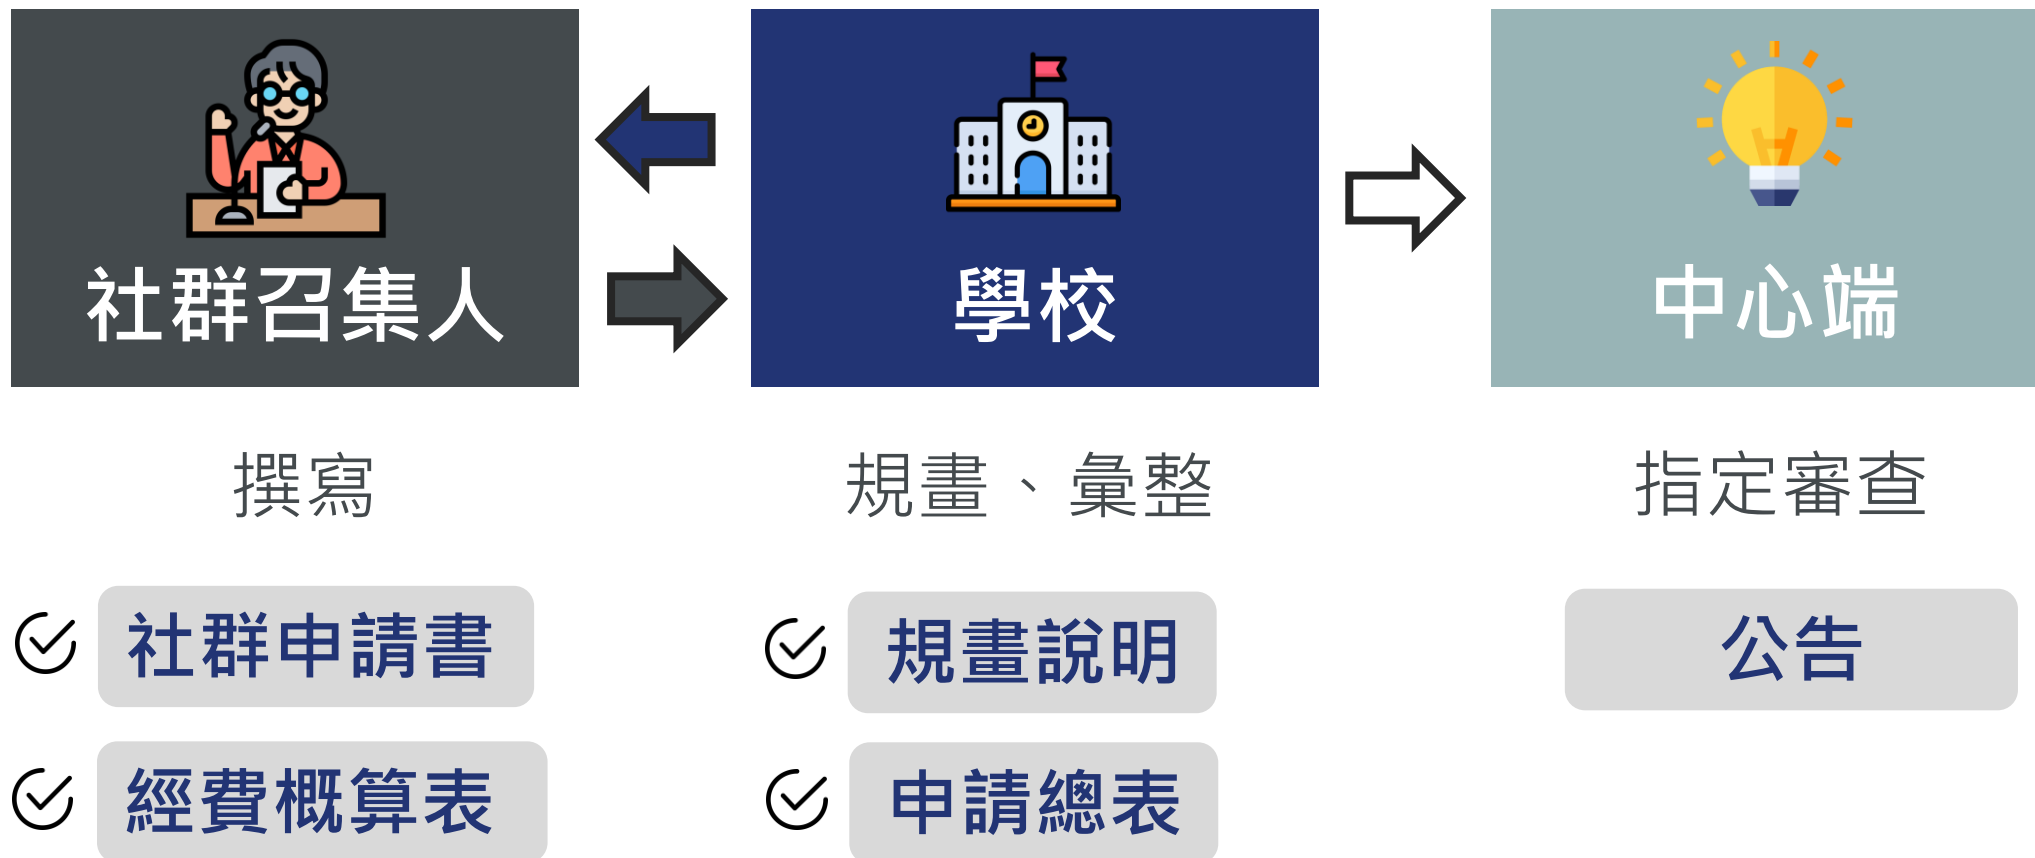 社群召集人
學校
中心端
撰寫
規畫、彙整
指定審查
社群申請書
規畫說明
公告
經費概算表
申請總表